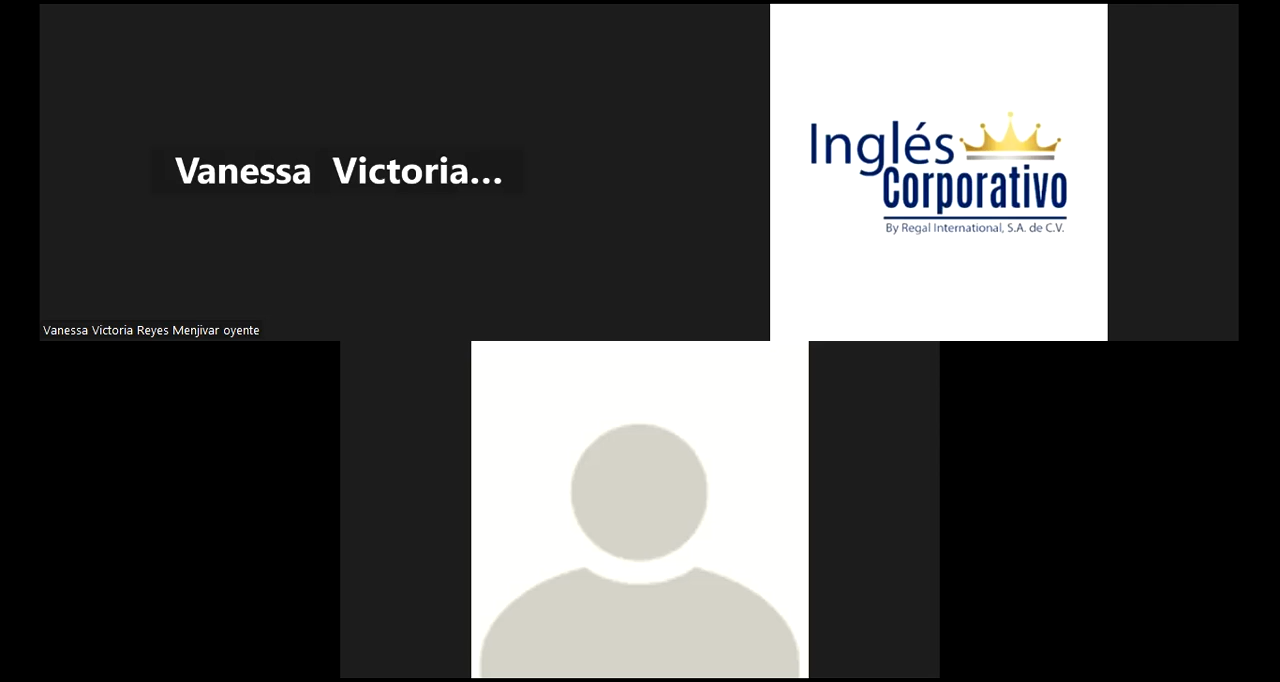 Vanessa Victoria...
Vanessa Victoria Reyes Menjivar oyente
Inglés
Corporativo
By Regal International, S.A. de C.V.